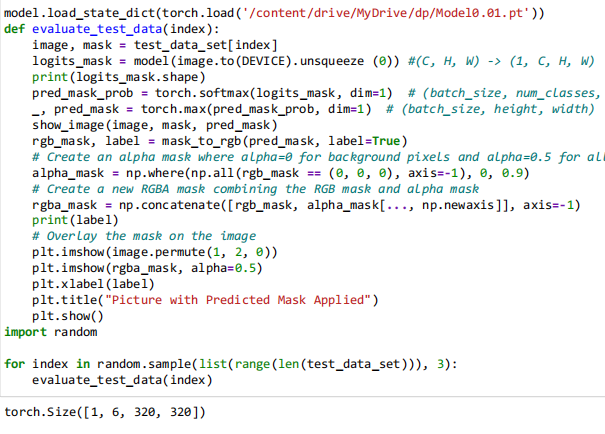 model.load_state_dict(torch.load('/content/drive/MyDrive/dp/Model0.01.pt'))
def evaluate_test_data(index):
    image, mask = test_data_set[index]
    logits_mask = model(image.to(DEVICE).unsqueeze (0)) #(C, H, W) -> (1, C, H, W)
    print(logits_mask.shape)
    pred_mask_prob = torch.softmax(logits_mask, dim=1)  # (batch_size, num_classes,
    _, pred_mask = torch.max(pred_mask_prob, dim=1)  # (batch_size, height, width)
    show_image(image, mask, pred_mask)
    rgb_mask, label = mask_to_rgb(pred_mask, label=True)
    # Create an alpha mask where alpha=0 for background pixels and alpha=0.5 for all
    alpha_mask = np.where(np.all(rgb_mask == (0, 0, 0), axis=-1), 0, 0.9)
    # Create a new RGBA mask combining the RGB mask and alpha mask
    rgba_mask = np.concatenate([rgb_mask, alpha_mask[..., np.newaxis]], axis=-1)
    print(label)
    # Overlay the mask on the image
    plt.imshow(image.permute(1, 2, 0))
    plt.imshow(rgba_mask, alpha=0.5)
    plt.xlabel(label)
    plt.title("Picture with Predicted Mask Applied")
    plt.show()
import random
for index in random.sample(list(range(len(test_data_set))), 3):
    evaluate_test_data(index)
torch.Size([1, 6, 320, 320])